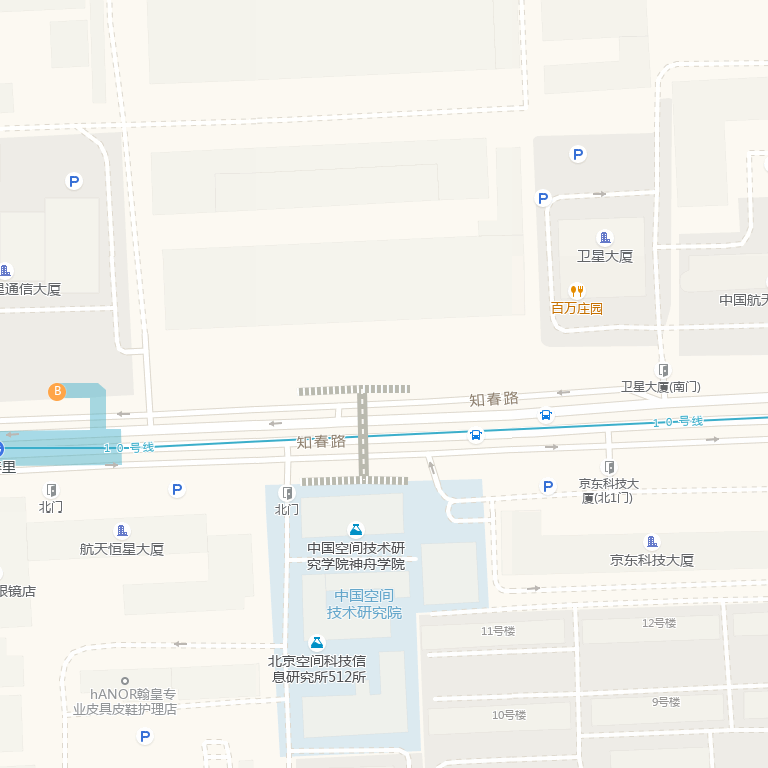 P
P
P
卫星大厦
星通信大厦
中国航天
百万庄园
B
卫星大厦(南门)
知春路
10号线
知春路
10号线
里
P
P
北门
北门
京东科技大
厦(北1门)
航天恒星大厦
中国空间技术研
究院神舟学院
京东科技大厦
眼镜店
中国空间
技术研究院
11号楼
12号楼
北京空间科技信
息研究所512所
hANOR翰皇专
业皮具皮鞋护理店
9号楼
10号楼
P